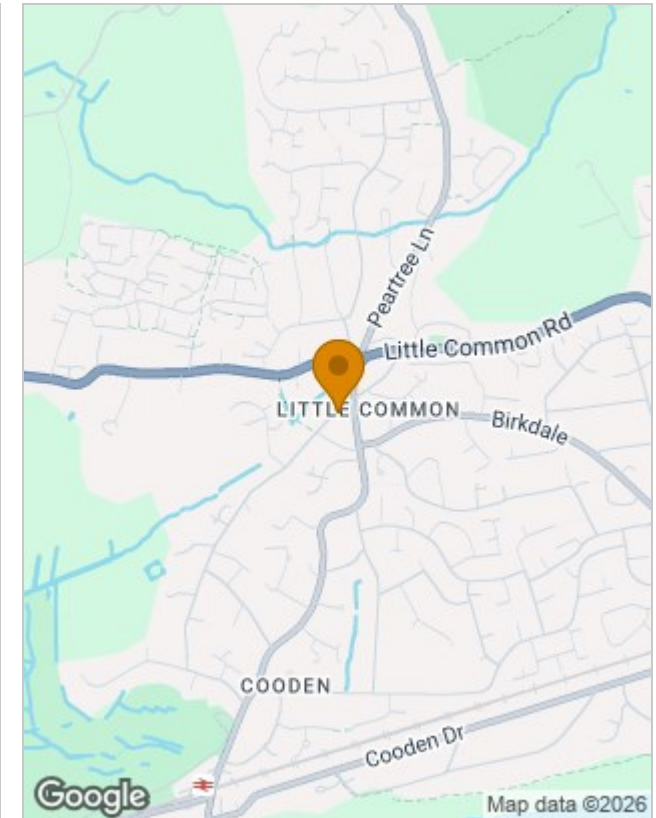 Peartree Ln
Little Common Rd
LITTLE COMMON
Birkdale
COODEN
Cooden Dr
Google
Map data ©2026